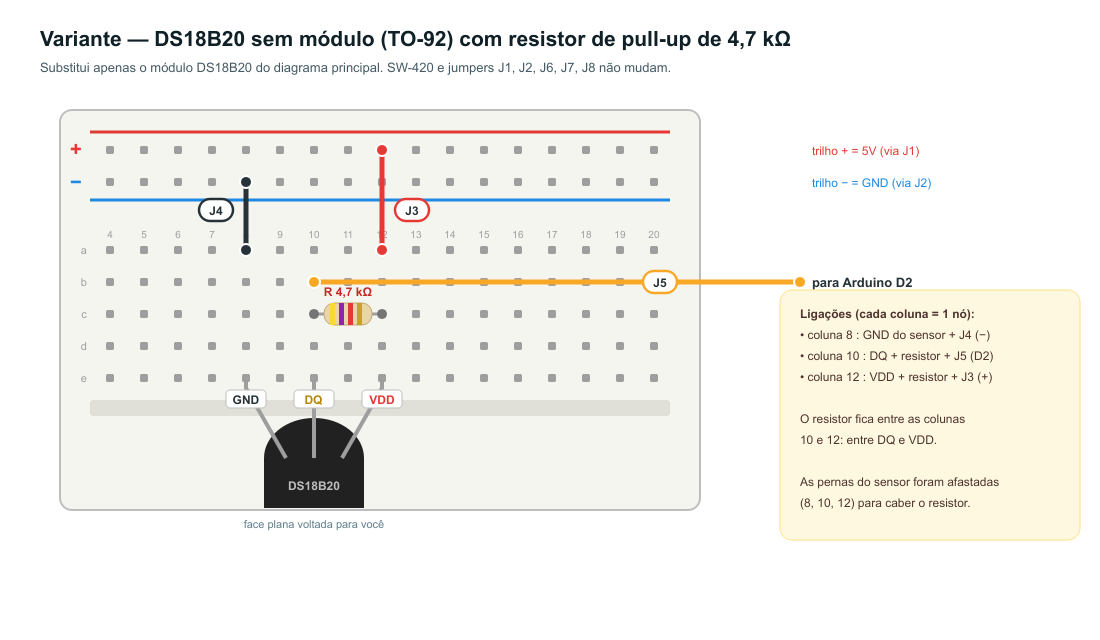 Variante — DS18B20 sem módulo (TO-92) com resistor de pull-up de 4,7 kΩ
Substitui apenas o módulo DS18B20 do diagrama principal. SW-420 e jumpers J1, J2, J6, J7, J8 não mudam.
+
trilho + = 5V (via J1)
−
trilho − = GND (via J2)
J4
J3
4 5 6 7 9 10 11 12 13 14 15 16 17 18 19 20
a
b
J5
para Arduino D2
R 4,7 kΩ
c
d
e
GND
DQ
VDD
DS18B20
face plana voltada para você
Ligações (cada coluna = 1 nó):
• coluna 8 : GND do sensor + J4 (−)
• coluna 10 : DQ + resistor + J5 (D2)
• coluna 12 : VDD + resistor + J3 (+)
O resistor fica entre as colunas
10 e 12: entre DQ e VDD.
As pernas do sensor foram afastadas
(8, 10, 12) para caber o resistor.